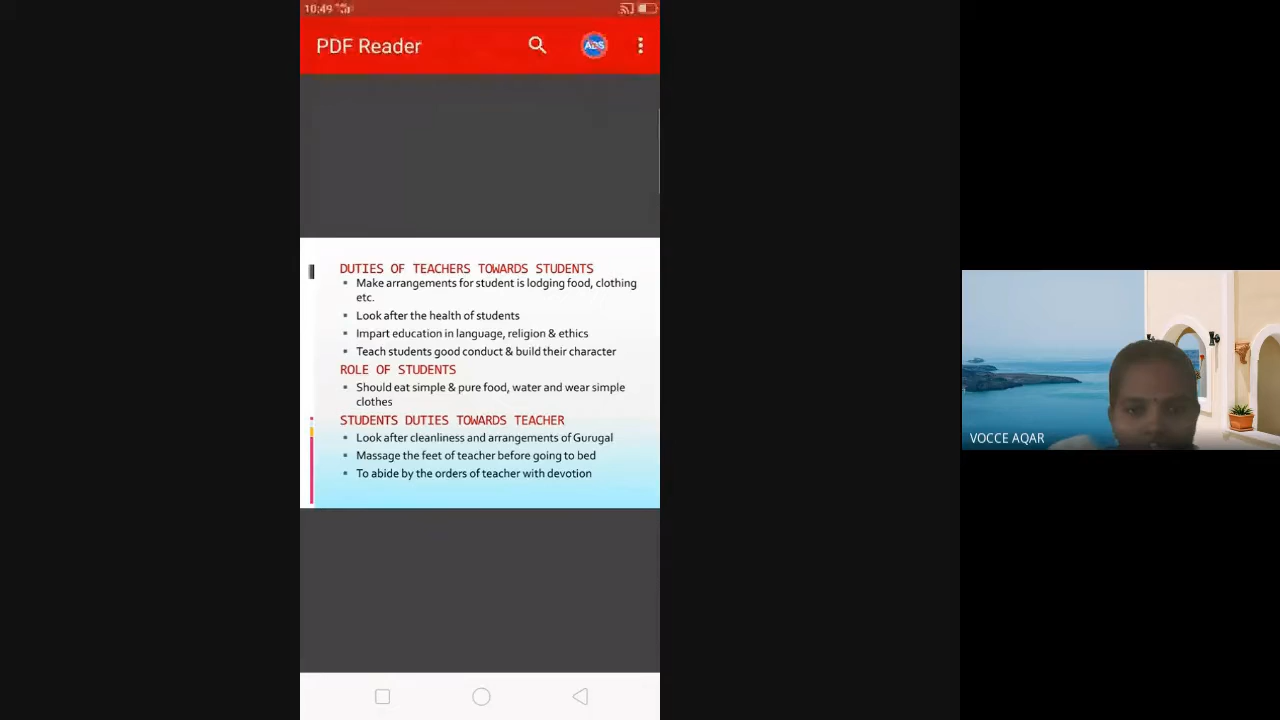 10:49
PDF Reader
ADS
DUTIES OF TEACHERS TOWARDS STUDENTS
▪ Make arrangements for student is lodging food, clothing
etc.
▪ Look after the health of students
▪ Impart education in language, religion & ethics
▪ Teach students good conduct & build their character
ROLE OF STUDENTS
▪ Should eat simple & pure food, water and wear simple
clothes
STUDENTS DUTIES TOWARDS TEACHER
▪ Look after cleanliness and arrangements of Gurugal
▪ Massage the feet of teacher before going to bed
▪ To abide by the orders of teacher with devotion
VOCCE AQAR